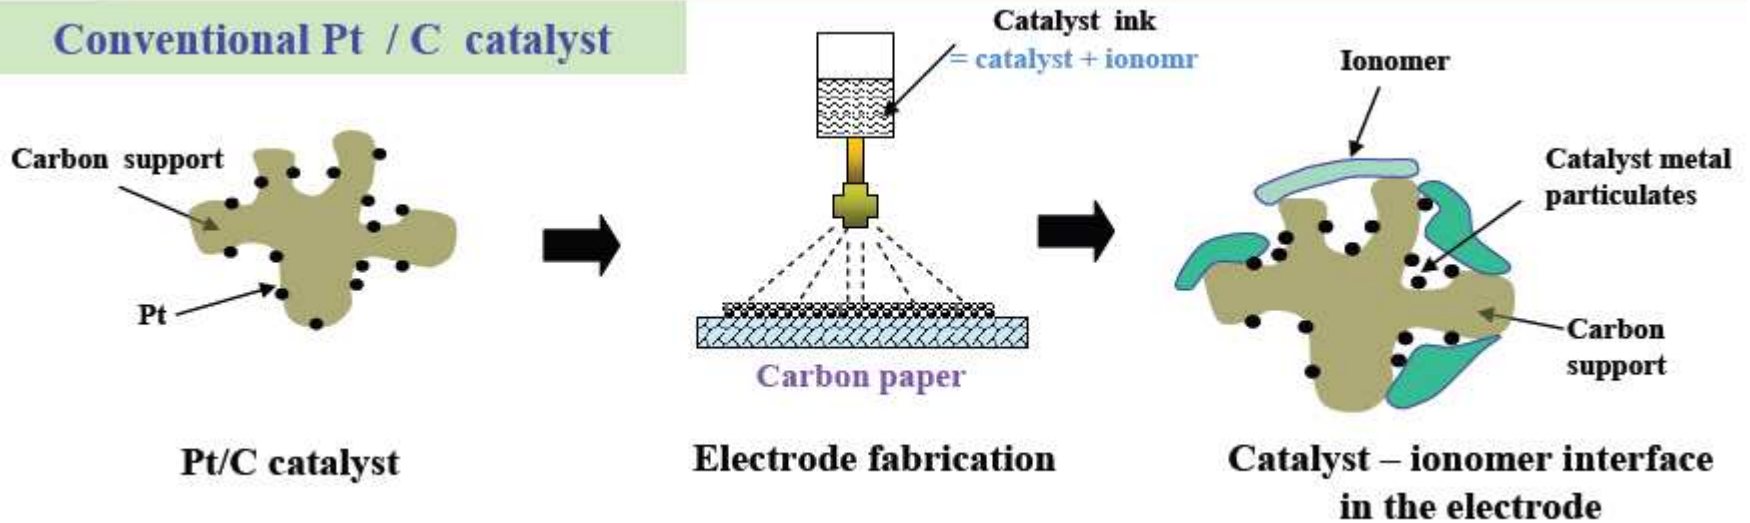 Conventional Pt / C catalyst
Catalyst ink
= catalyst + ionomr
Ionomer
Carbon support
Catalyst metal
particulates
Pt
Carbon
support
Carbon paper
Pt/C catalyst
Electrode fabrication
Catalyst – ionomer interface
in the electrode